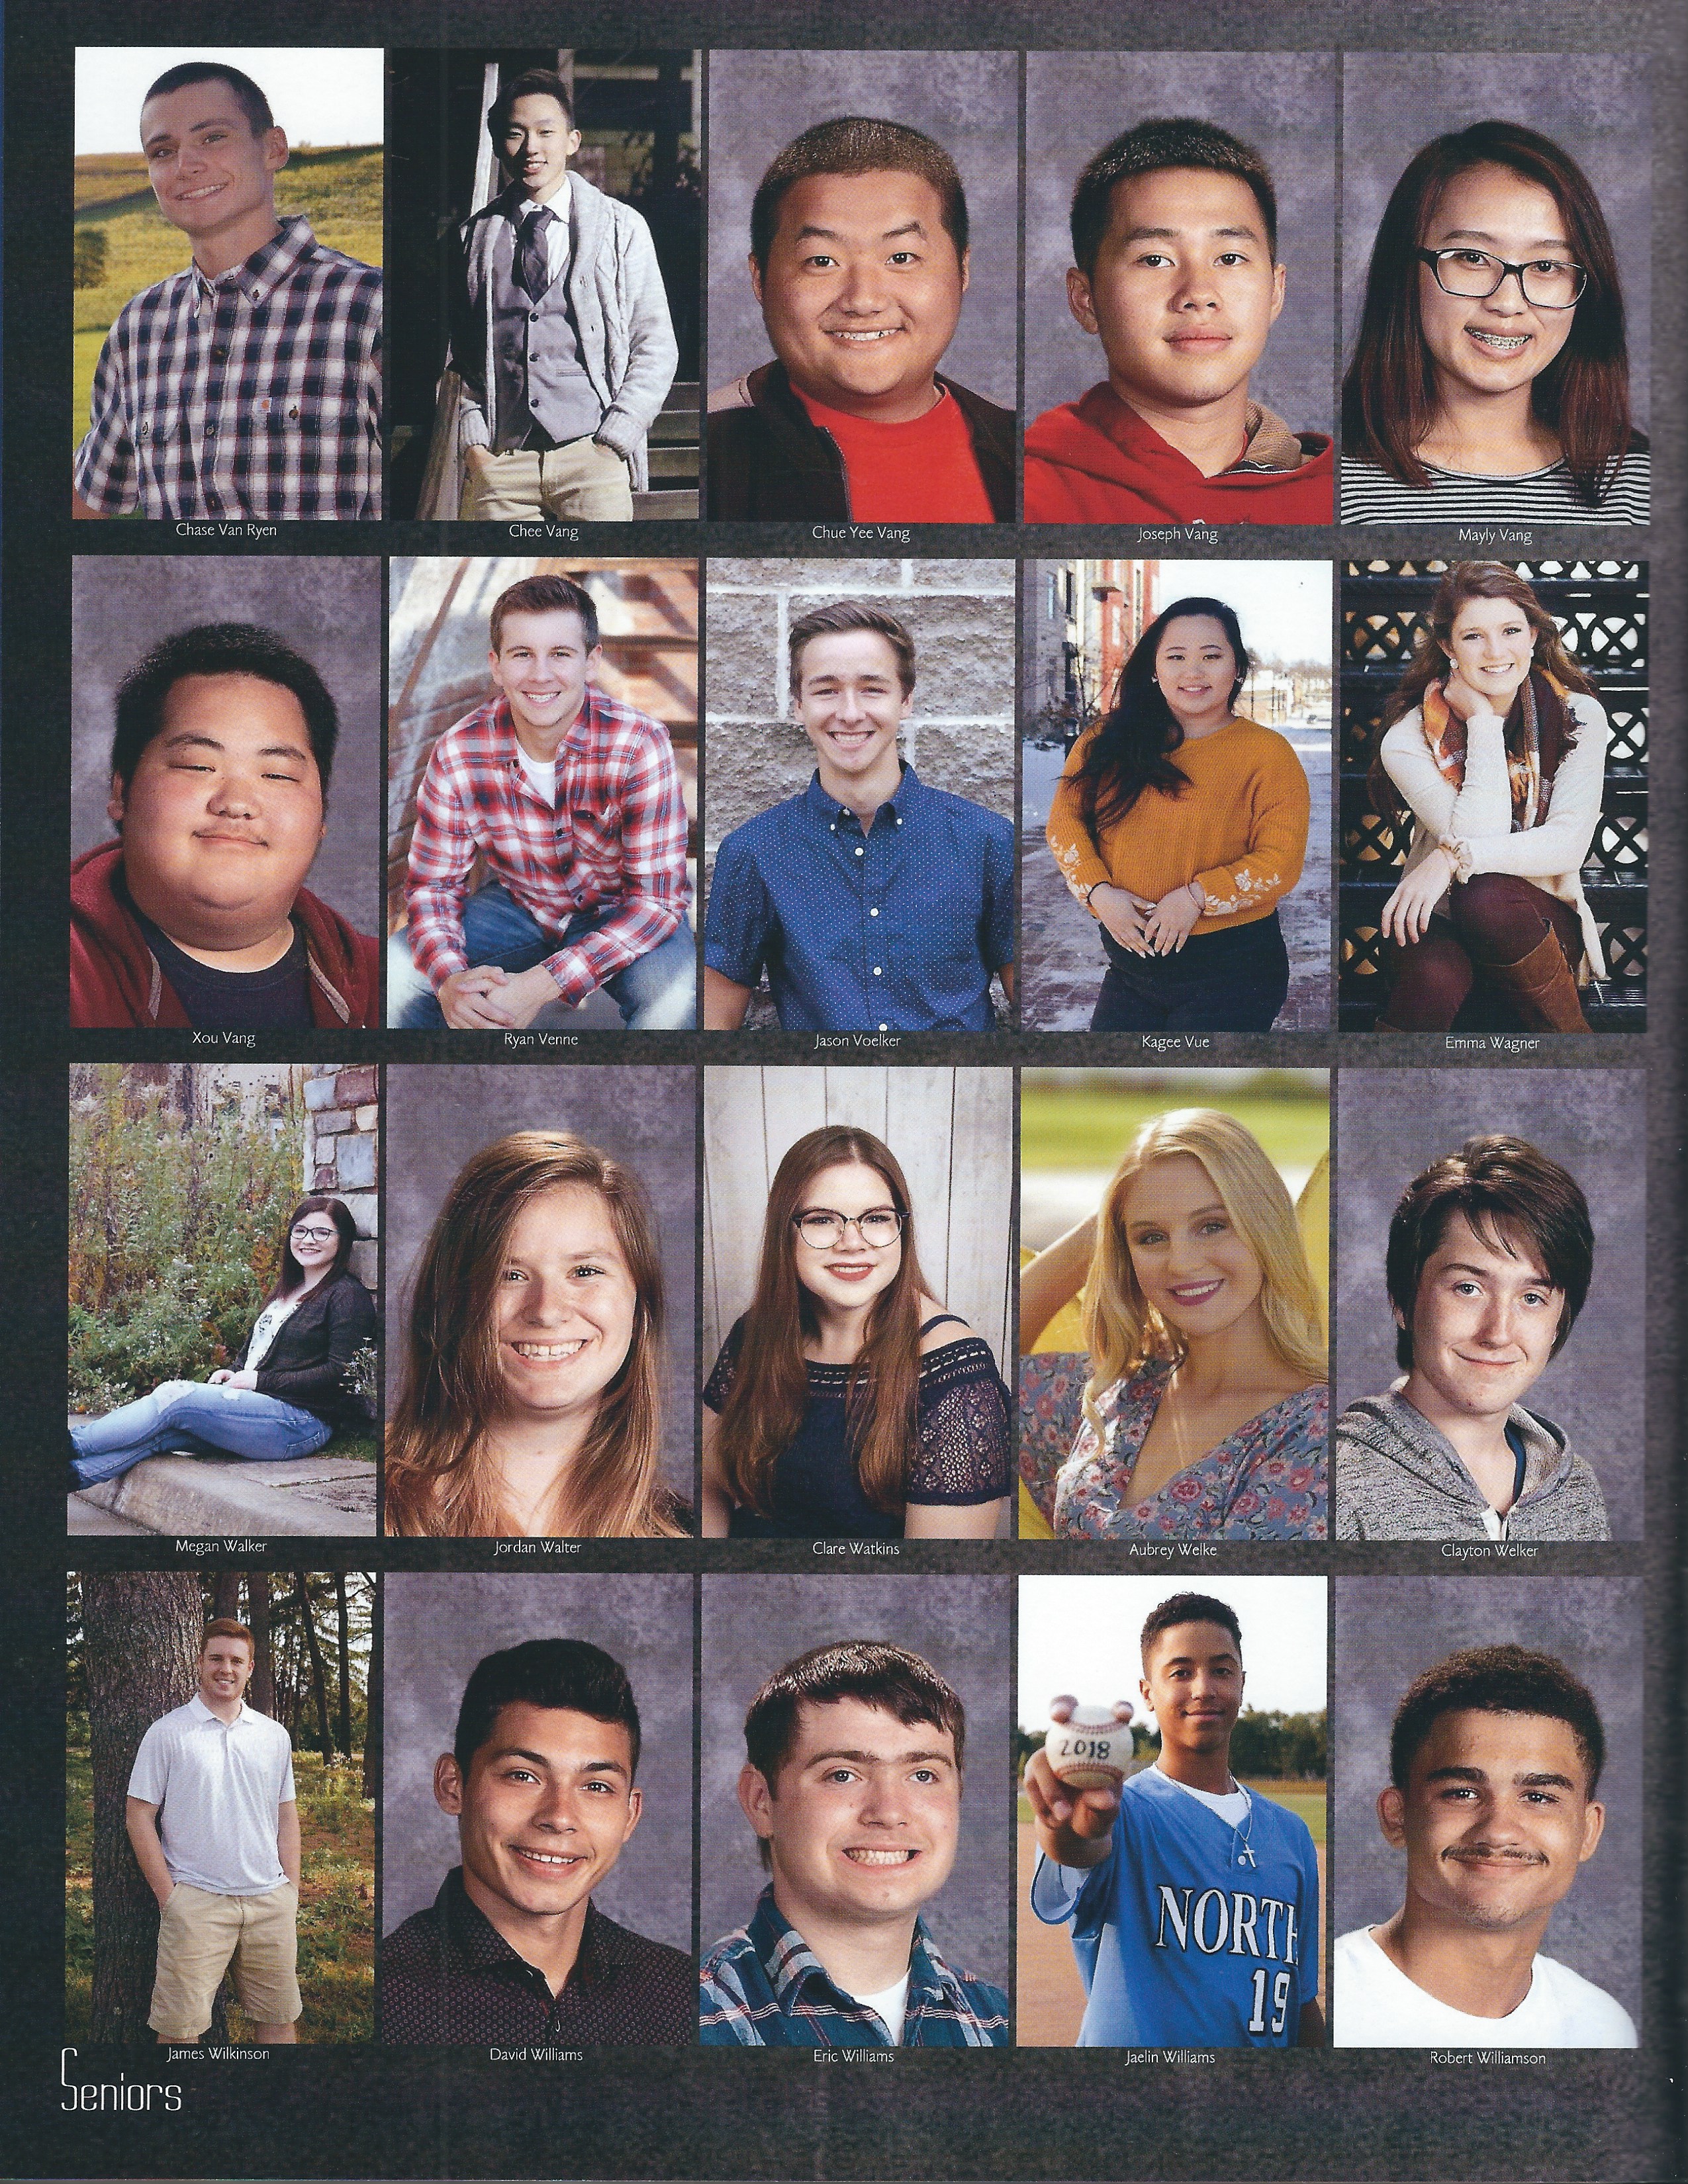 Chase Van Ryen
Chee Vang
Chue Yee Vang
Joseph Vang
Mayly Vang
Xou Vang
Ryan Venne
Jason Voelker
Kagee Vue
Emma Wagner
Megan Walker
Jordan Walter
Clare Watkins
Aubrey Welke
Clayton Welker
2018
NORTH
19
James Wilkinson
David Williams
Eric Williams
Jaelin Williams
Robert Williamson
Seniors